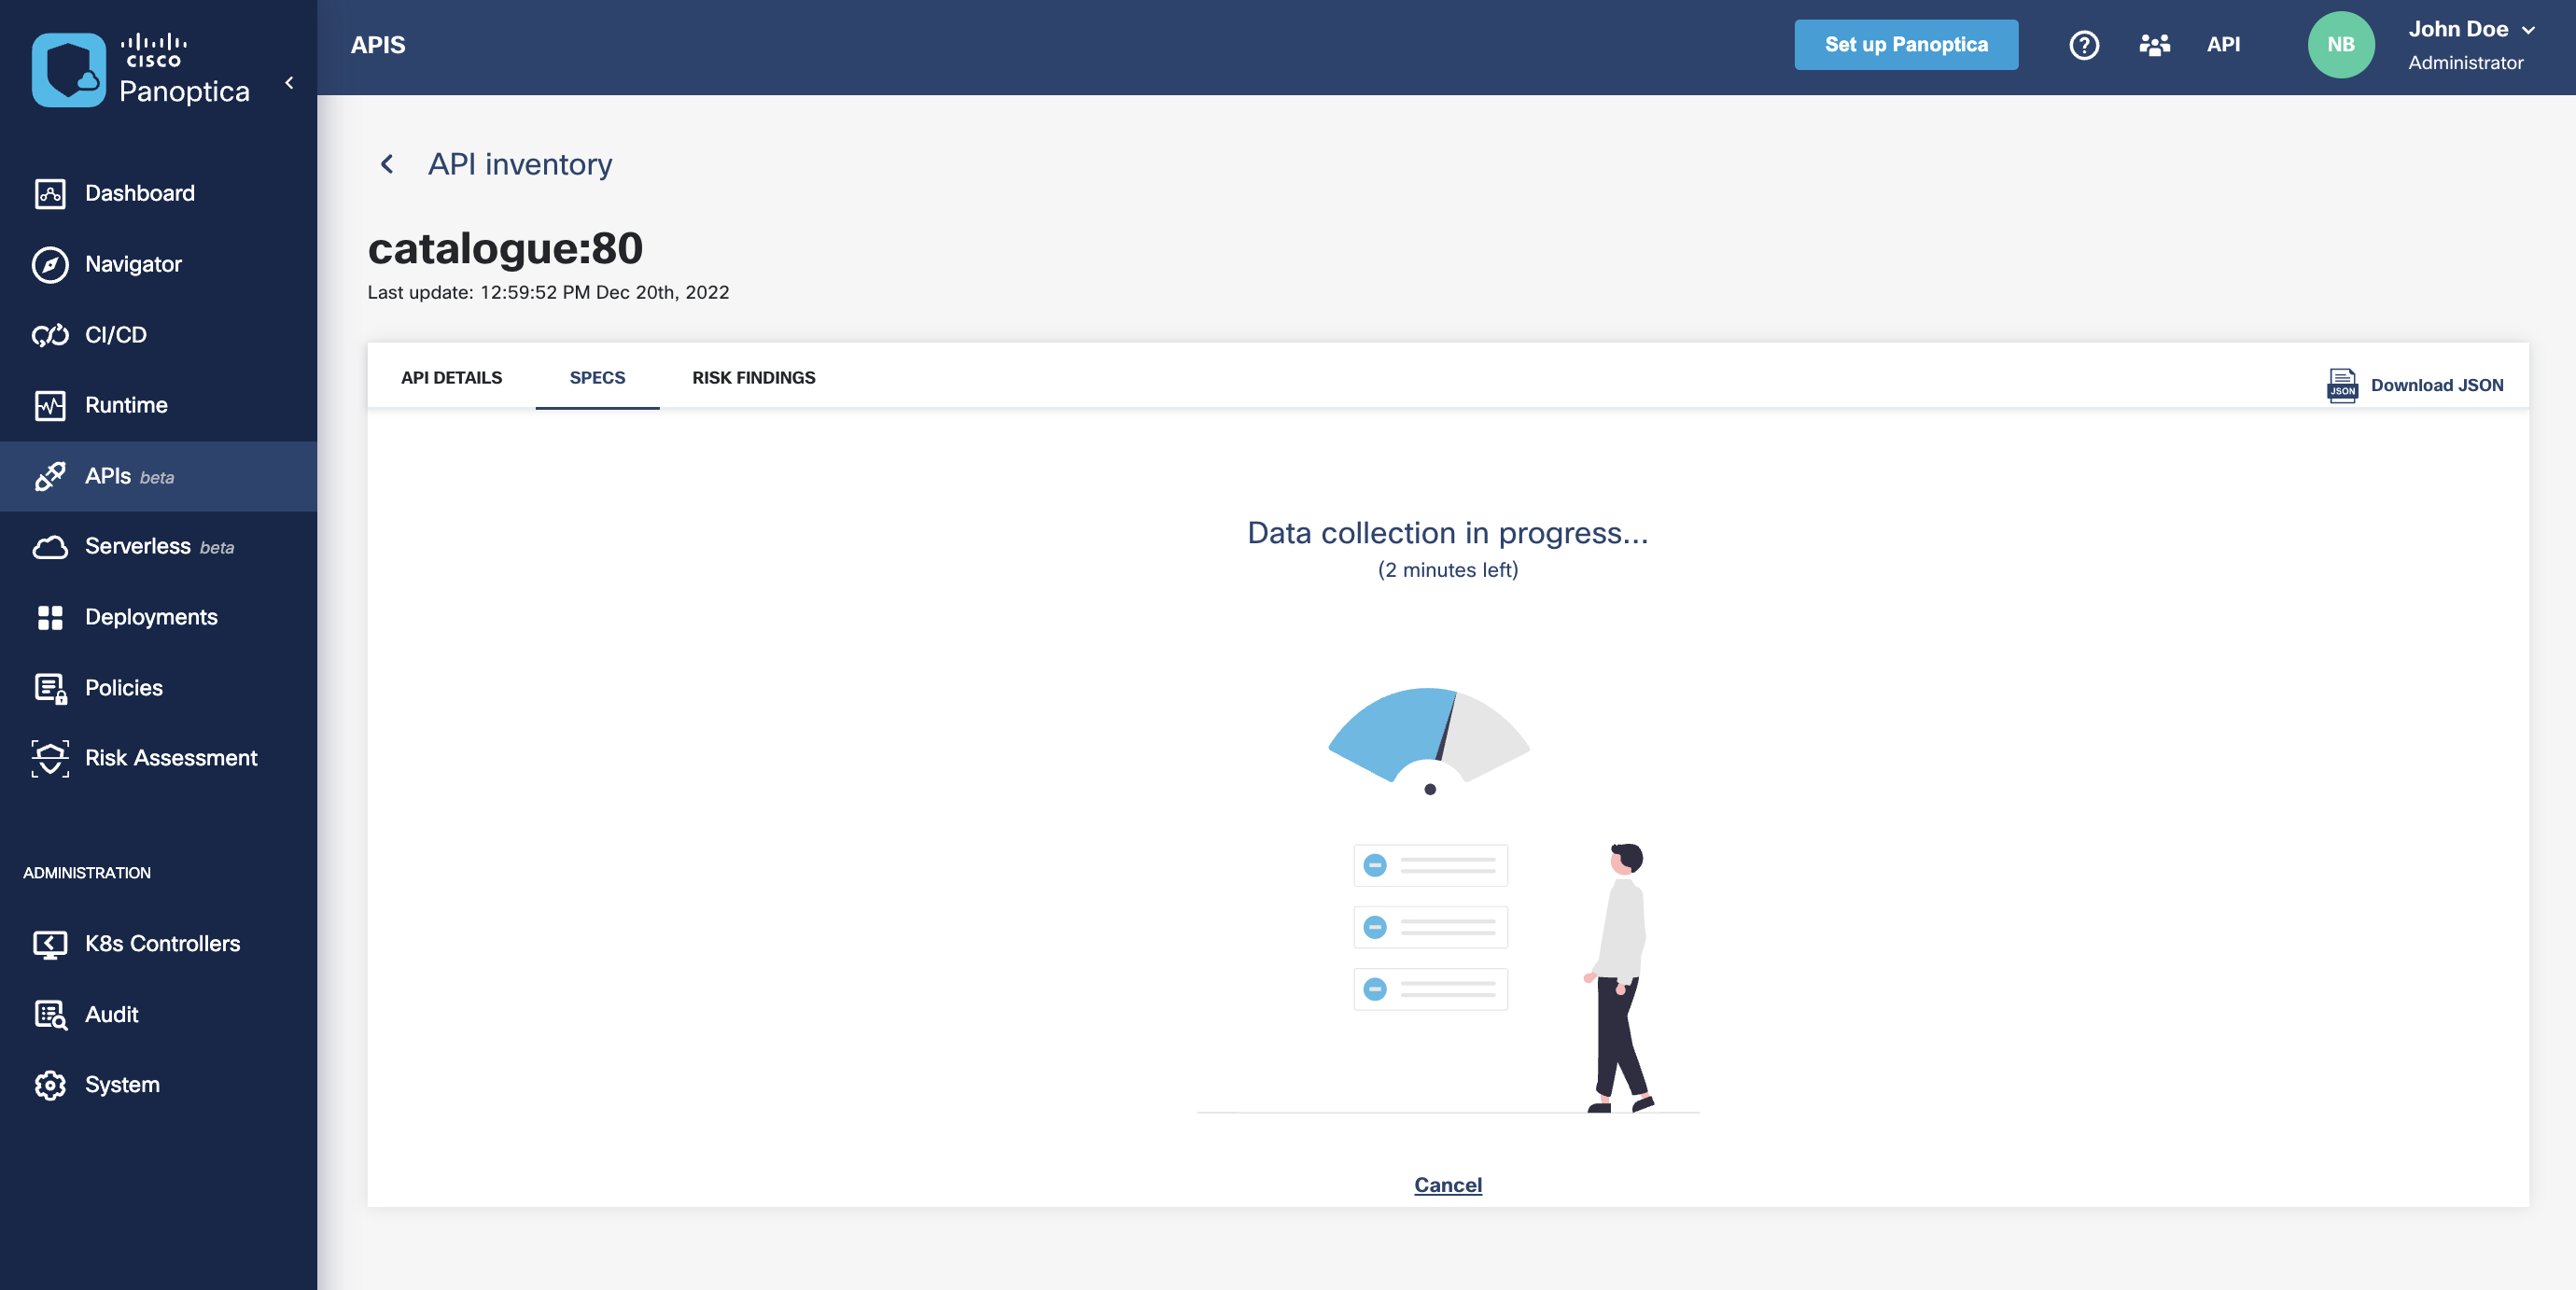 CISCO
Panoptica
APIS
Set up Panoptica
?
API
NB
John Doe
Administrator
Dashboard
Navigator
CI/CD
Runtime
APIs beta
Serverless beta
Deployments
Policies
Risk Assessment
ADMINISTRATION
K8s Controllers
Audit
System
API inventory
catalogue:80
Last update: 12:59:52 PM Dec 20th, 2022
API DETAILS
SPECS
RISK FINDINGS
JSON
Download JSON
Data collection in progress...
(2 minutes left)
Cancel